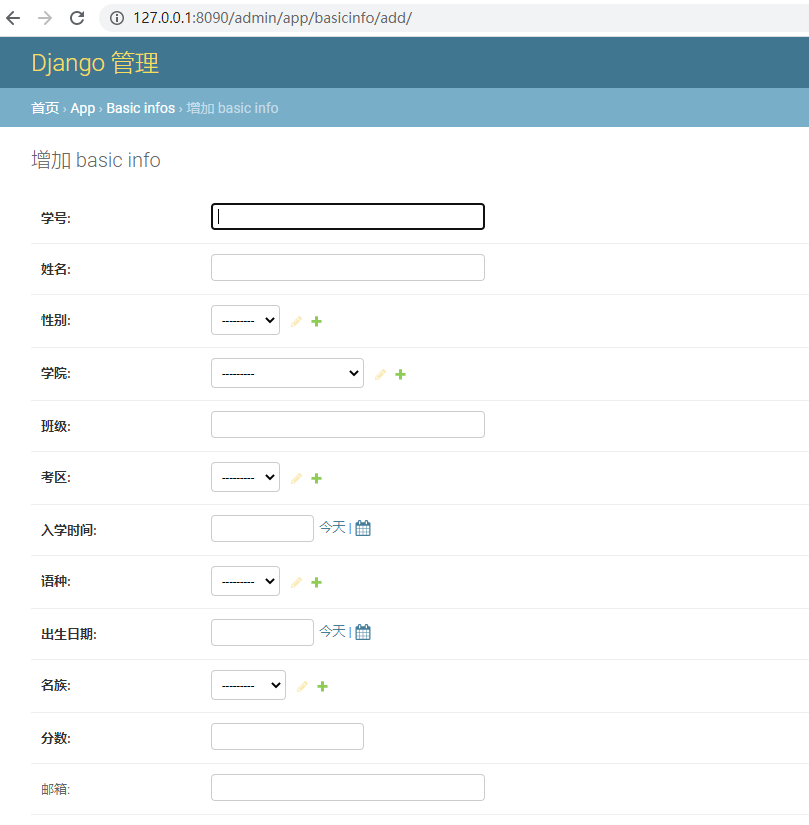 127.0.0.1:8090/admin/app/basicinfo/add/
Django 管理
首页 › App › Basic infos › 增加 basic info
增加 basic info
学号:
姓名:
性别: ---------
学院: ---------
班级:
考区: ---------
入学时间: 今天 |
语种: ---------
出生日期: 今天 |
名族: ---------
分数:
邮箱: